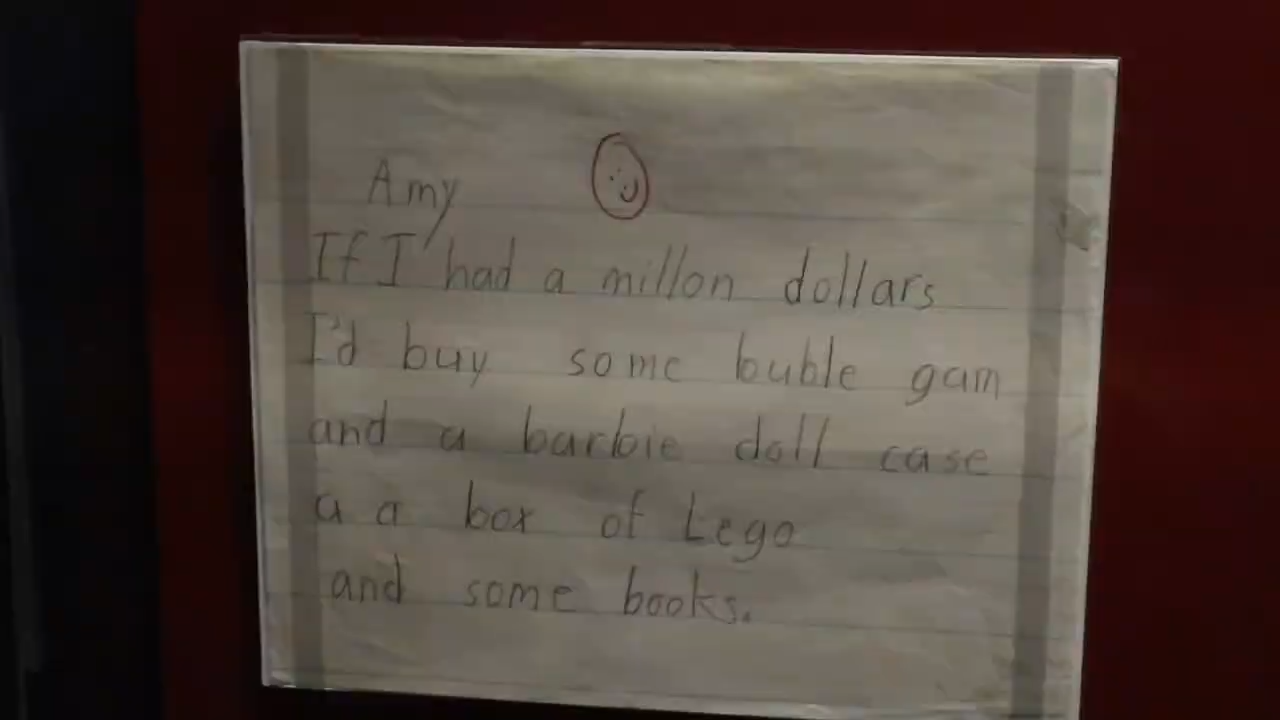 Amy
If I had a millon dollars
I'd buy some buble gam
and a barbie doll case
a a box of Lego
and some books.